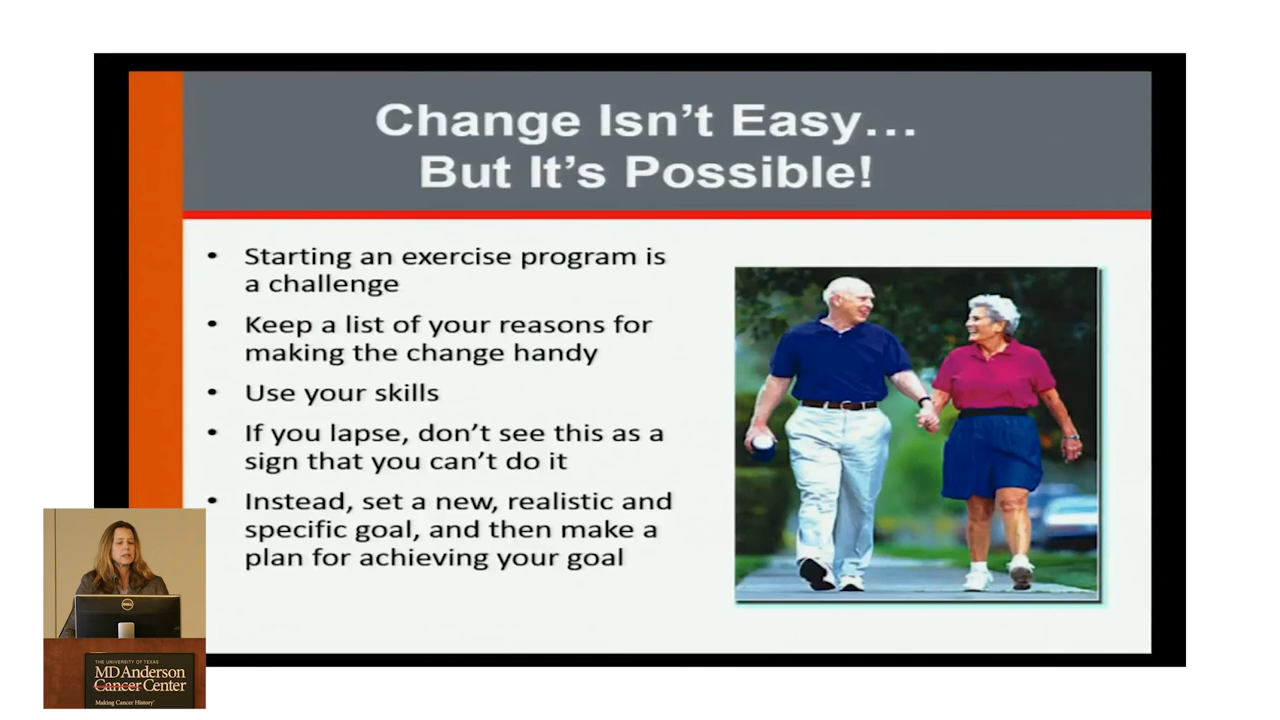 Change Isn't Easy…
But It's Possible!
• Starting an exercise program is
a challenge
• Keep a list of your reasons for
making the change handy
• Use your skills
• If you lapse, don't see this as a
sign that you can't do it
• Instead, set a new, realistic and
specific goal, and then make a
plan for achieving your goal
DELL
THE UNIVERSITY OF TEXAS
MD Anderson
Cancer Center
Making Cancer History®